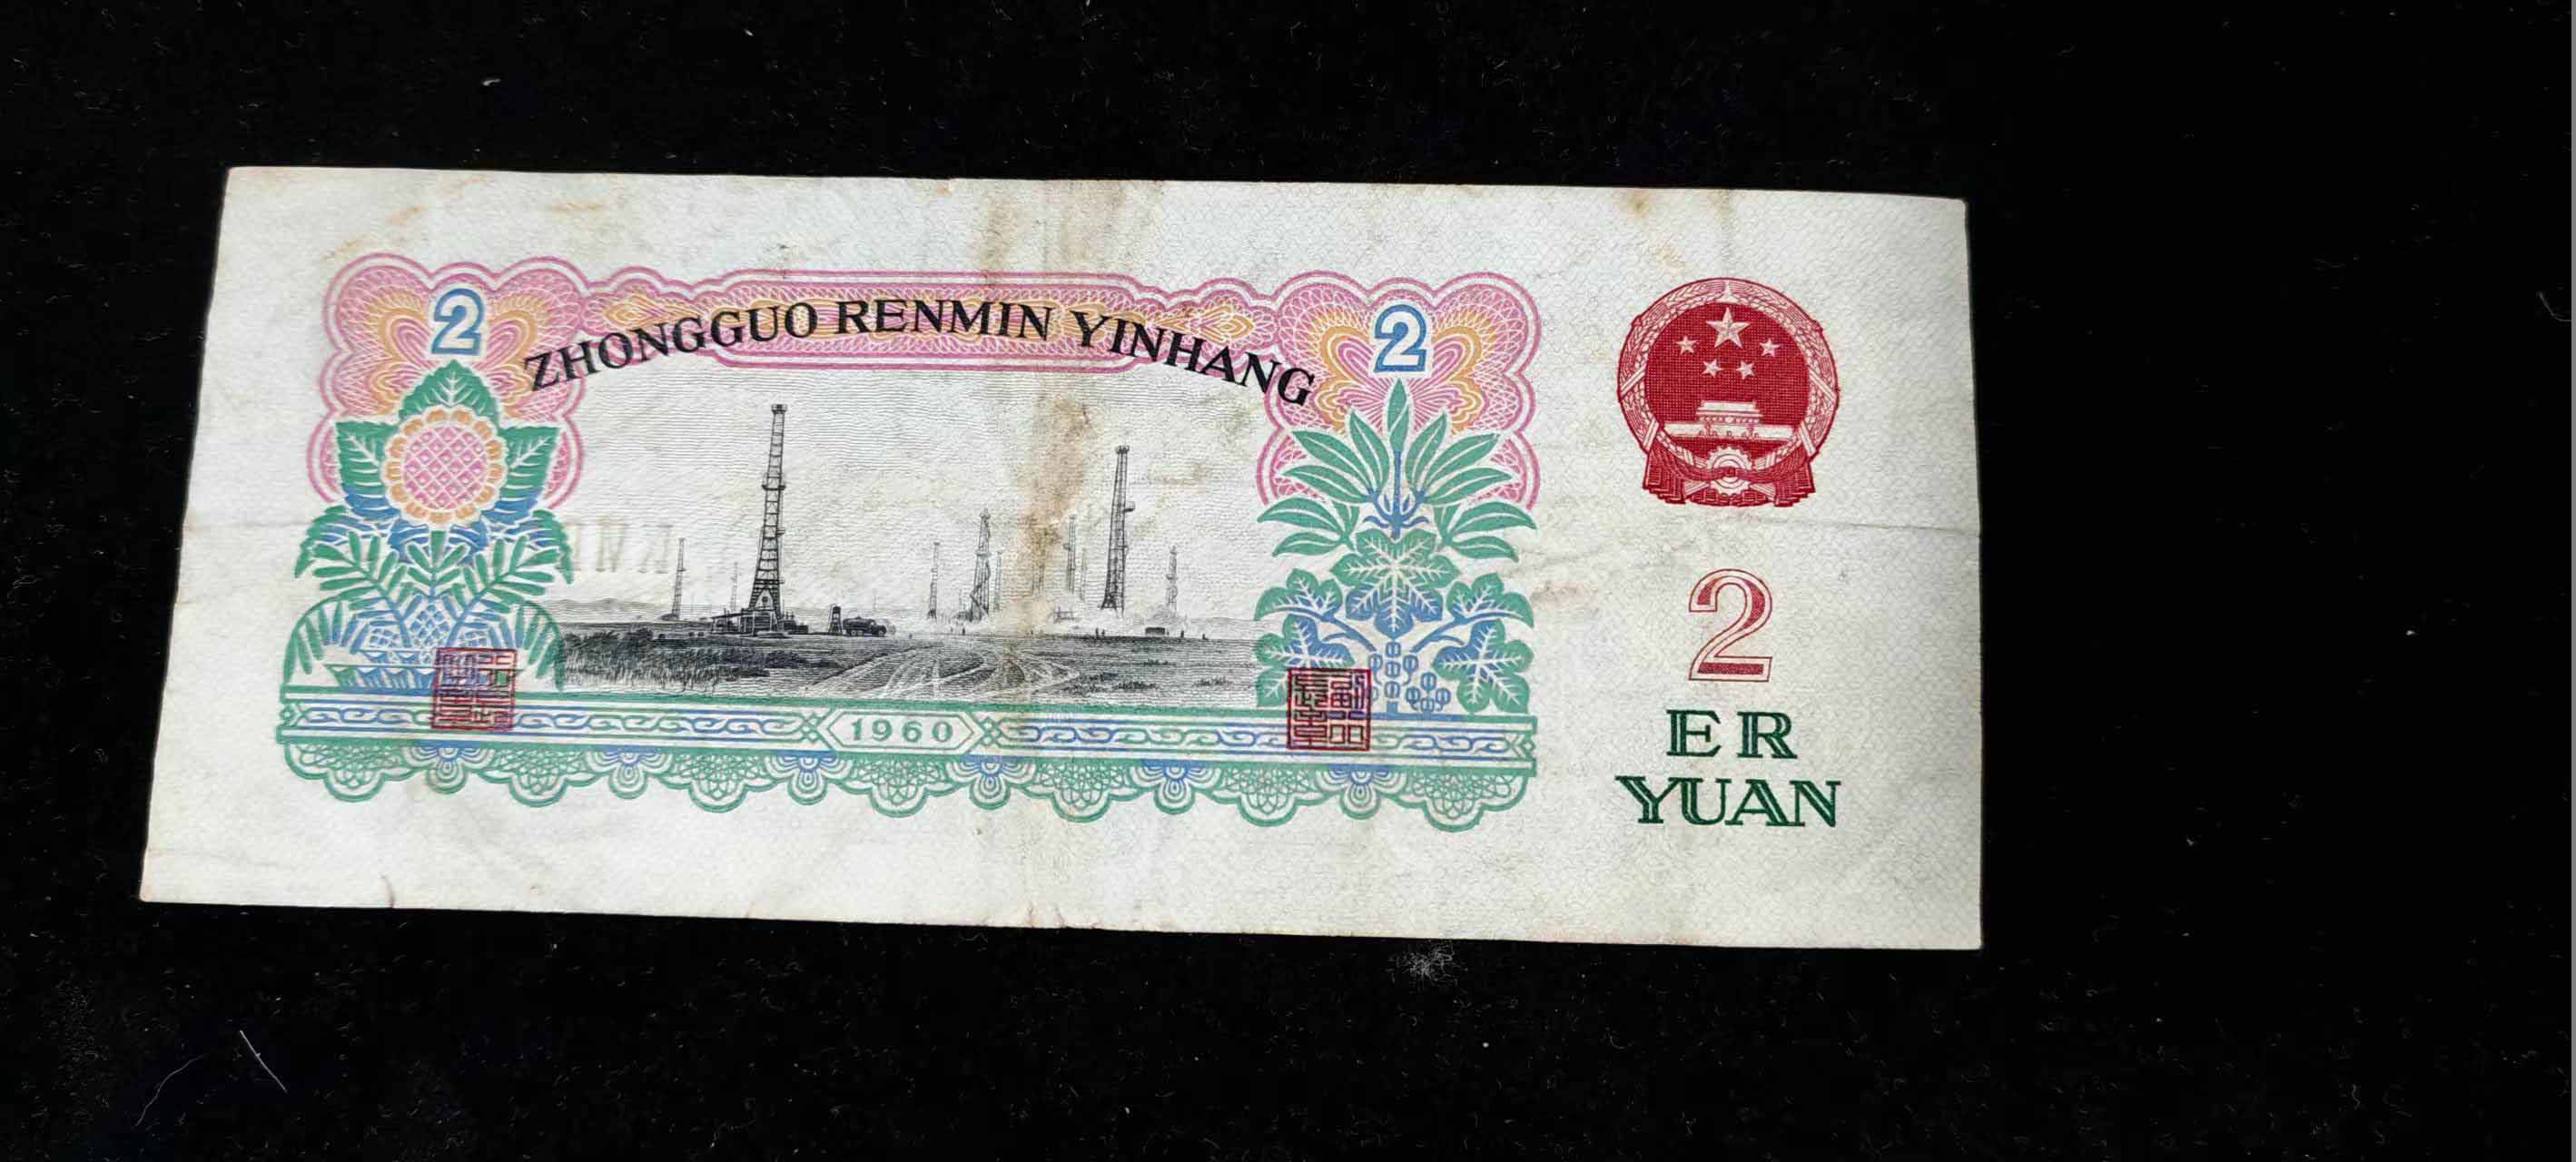 2
2
ZHONGGUO RENMIN YINHANG
1960
2
ER
YUAN